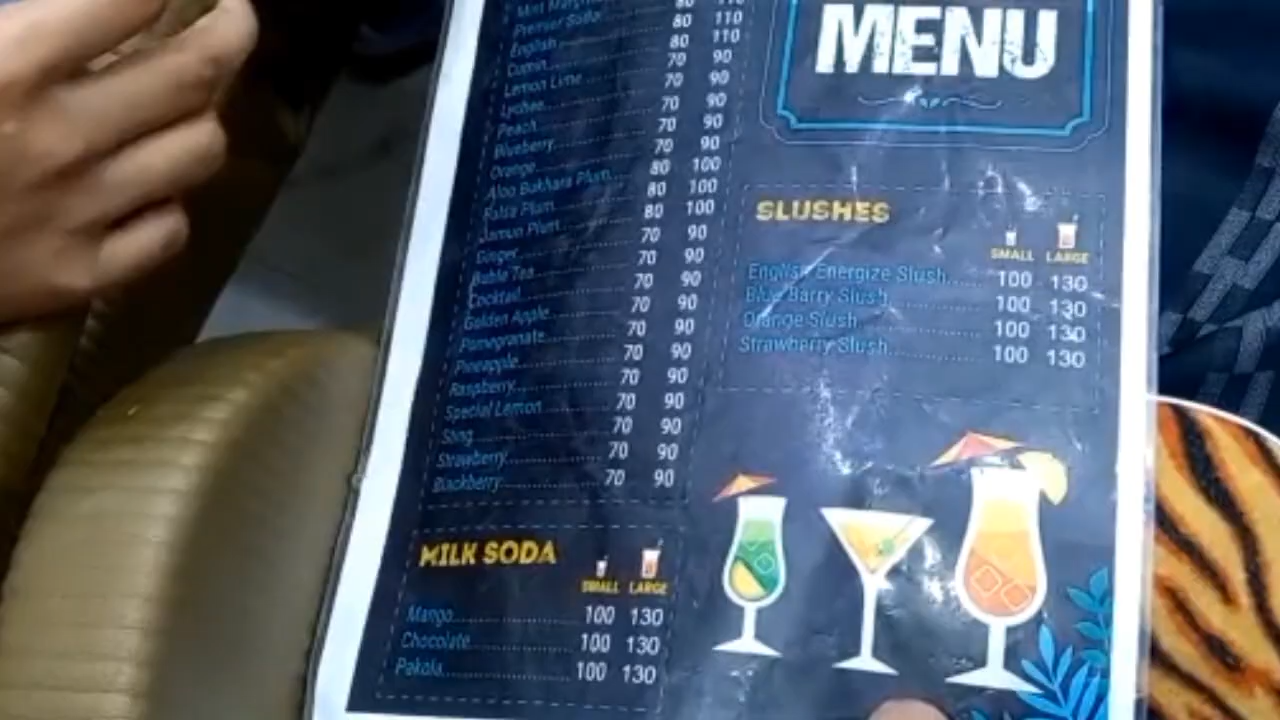 Mint
Premier Soda 80 110
English 80 110
Cumin 80 110
Lemon Lime 70 90
Lychee 70 90
Peach 70 90
Blueberry 70 90
Orange 70 90
Aloo Bukhara Plum 80 100
Falsa Plum 80 100
Jamun Plum 80 100
Ginger 70 90
Buble Tea 70 90
Cocktail 70 90
Golden Apple 70 90
Pomegranate 70 90
Pineapple 70 90
Raspberry 70 90
Special Lemon 70 90
Sting 70 90
Strawberry 70 90
Blackberry 70 90
MILK SODA
SMALL LARGE
Mango 100 130
Chocolate 100 130
Pakola 100 130
MENU
SLUSHES
SMALL LARGE
English Energize Slush 100 130
Blue Barry Slush 100 130
Orange Slush 100 130
Strawberry Slush 100 130